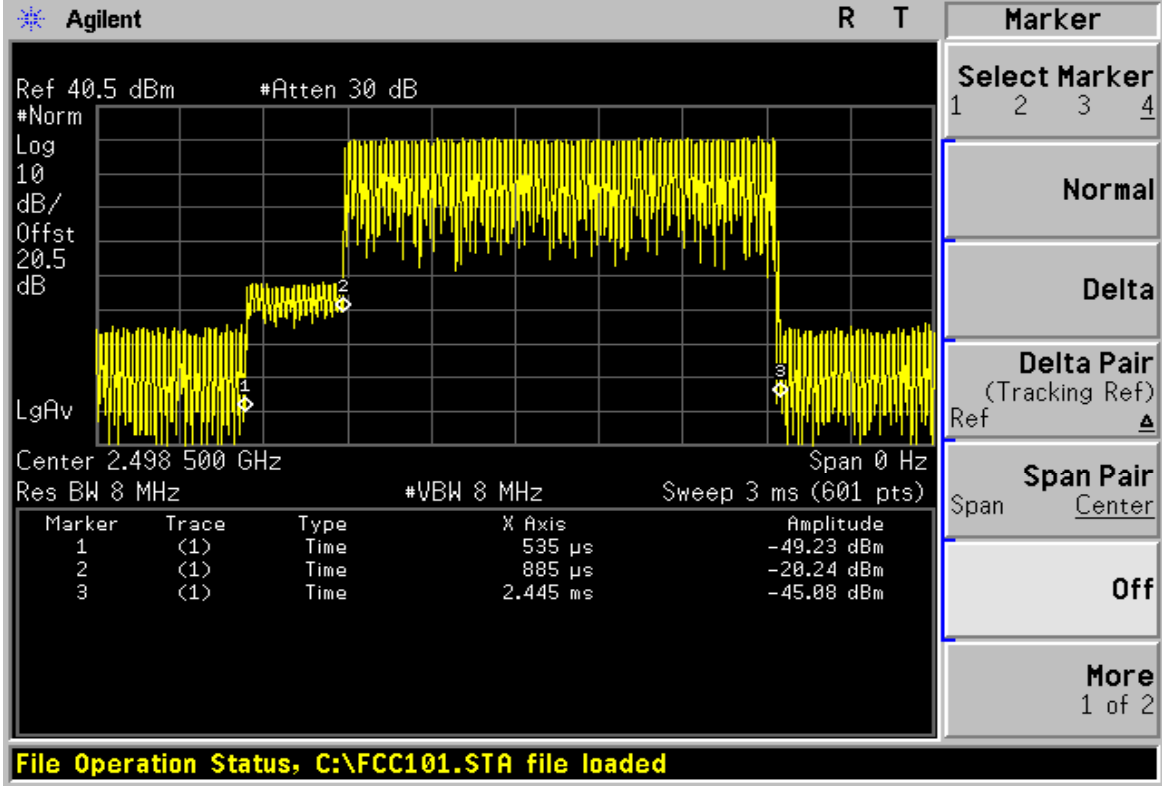 Agilent R T
Ref 40.5 dBm #Atten 30 dB
#Norm
Log
10
dB/
Offst
20.5
dB
LgAv
1
2
3
Center 2.498 500 GHz Span 0 Hz
Res BW 8 MHz #VBW 8 MHz Sweep 3 ms (601 pts)
Marker Trace Type X Axis Amplitude
1 (1) Time 535 µs -49.23 dBm
2 (1) Time 885 µs -20.24 dBm
3 (1) Time 2.445 ms -45.08 dBm
File Operation Status, C:\FCC101.STA file loaded
Marker
Select Marker
1 2 3 4
Normal
Delta
Delta Pair
(Tracking Ref)
Ref Δ
Span Pair
Span Center
Off
More
1 of 2